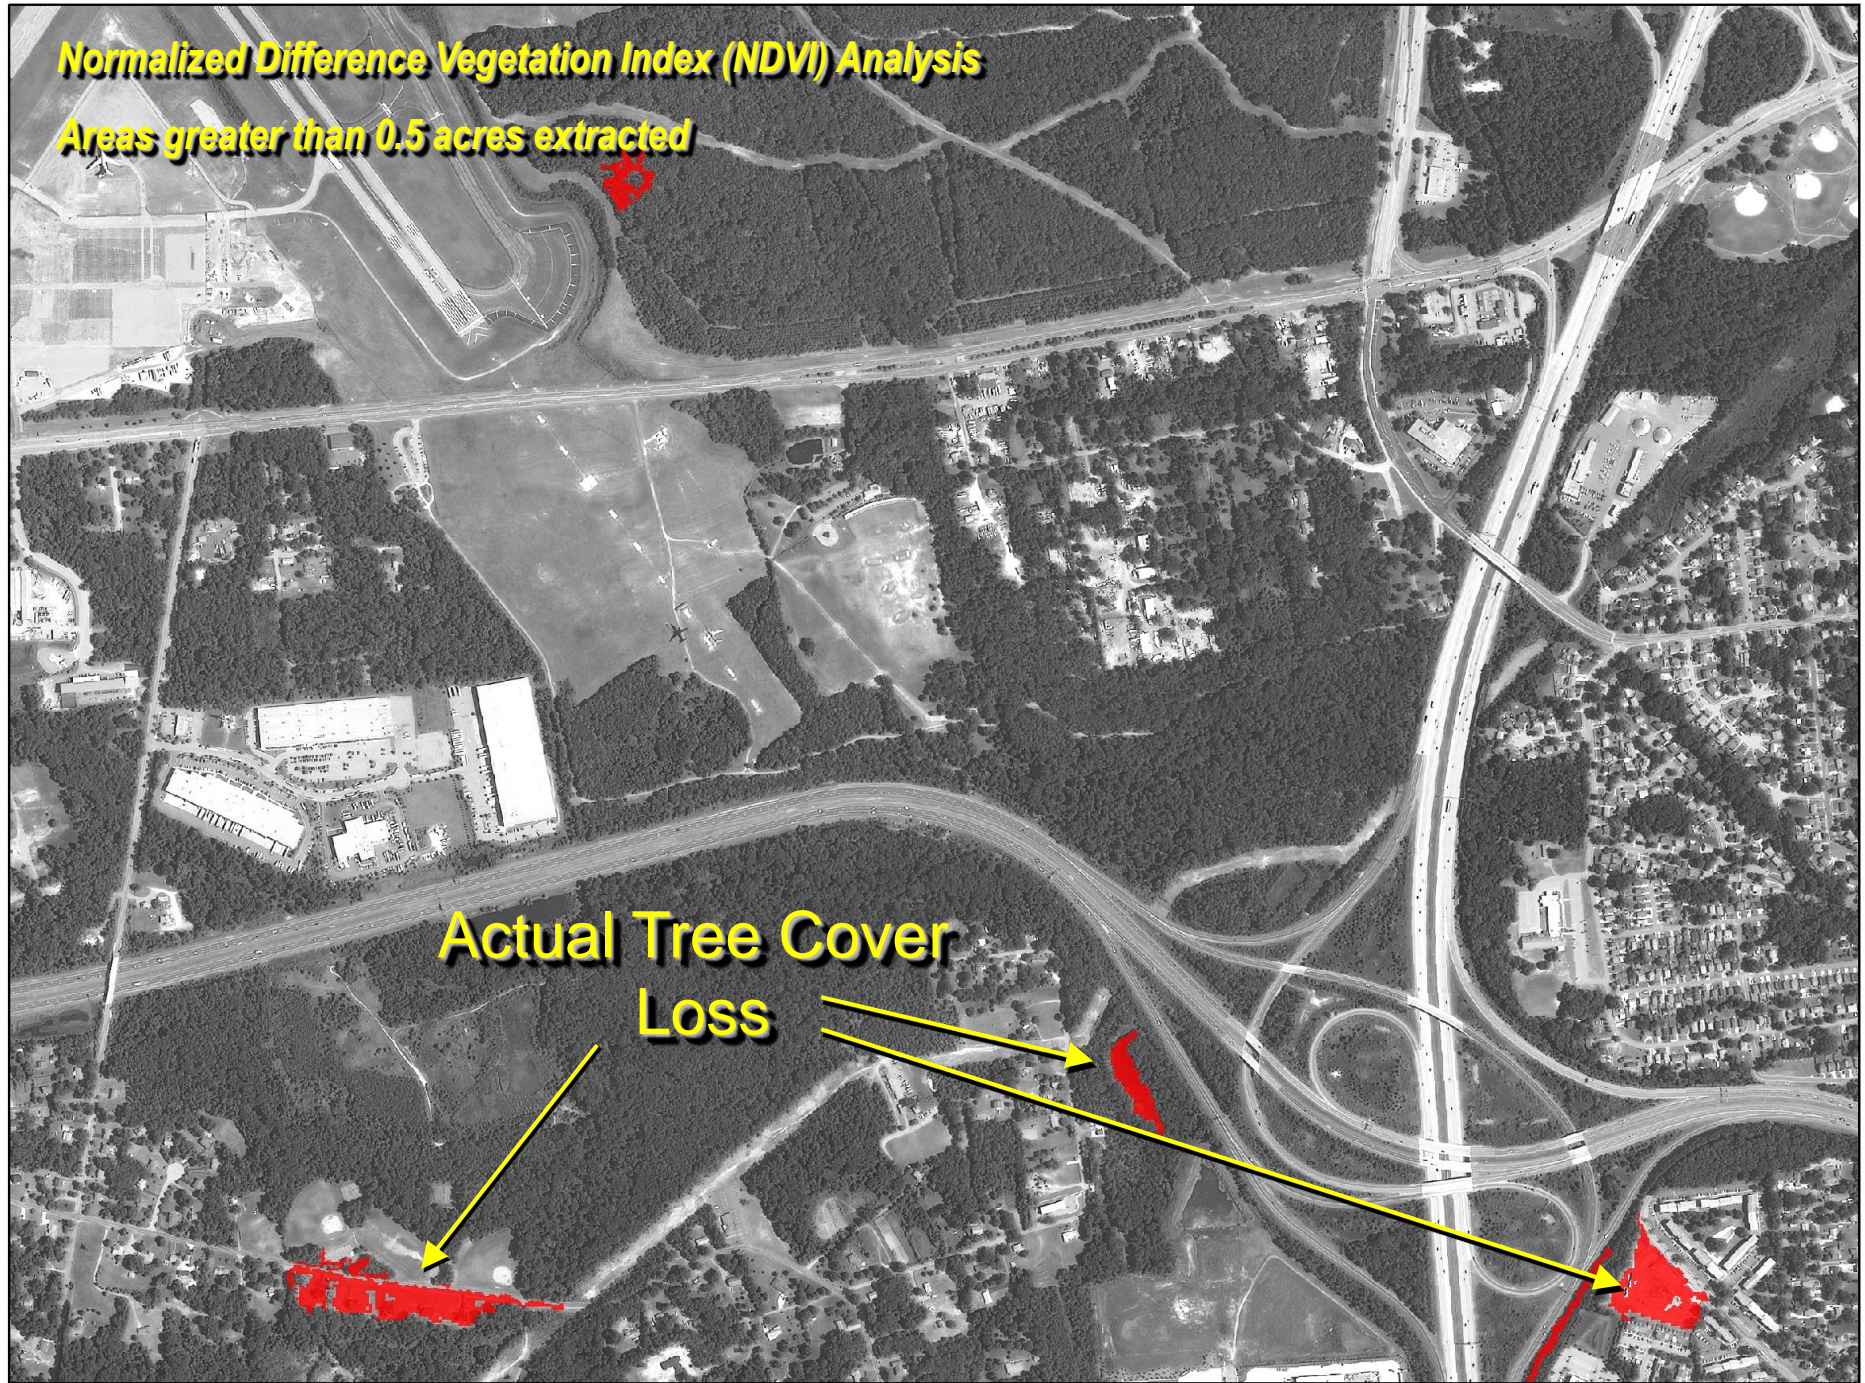 Normalized Difference Vegetation Index (NDVI) Analysis
Areas greater than 0.5 acres extracted
Actual Tree Cover
Loss